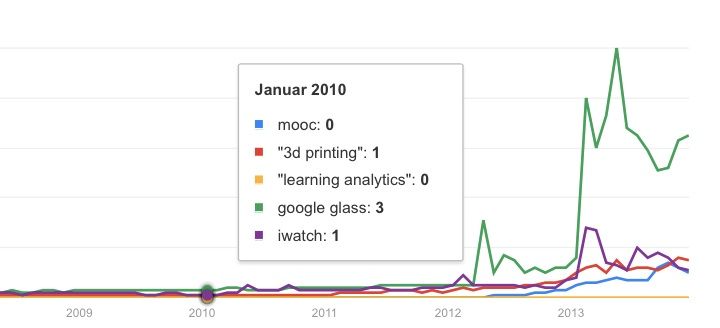 Januar 2010
mooc: 0
"3d printing": 1
"learning analytics": 0
google glass: 3
iwatch: 1
2009 2010 2011 2012 2013